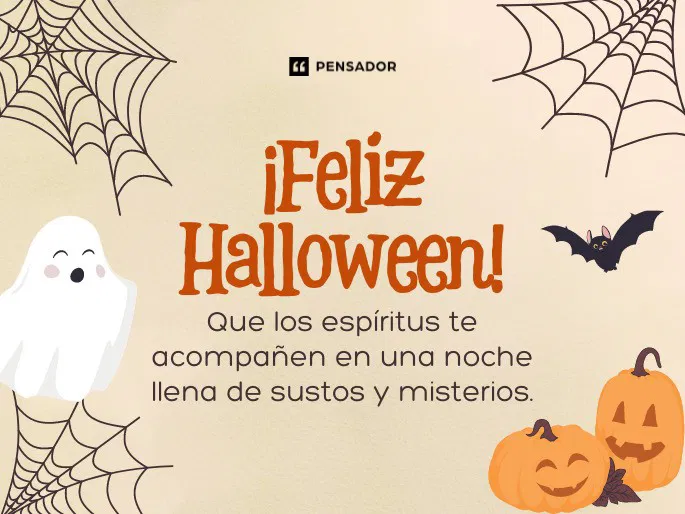 PENSADOR
¡Feliz
Halloween!
Que los espíritus te
acompañen en una noche
llena de sustos y misterios.